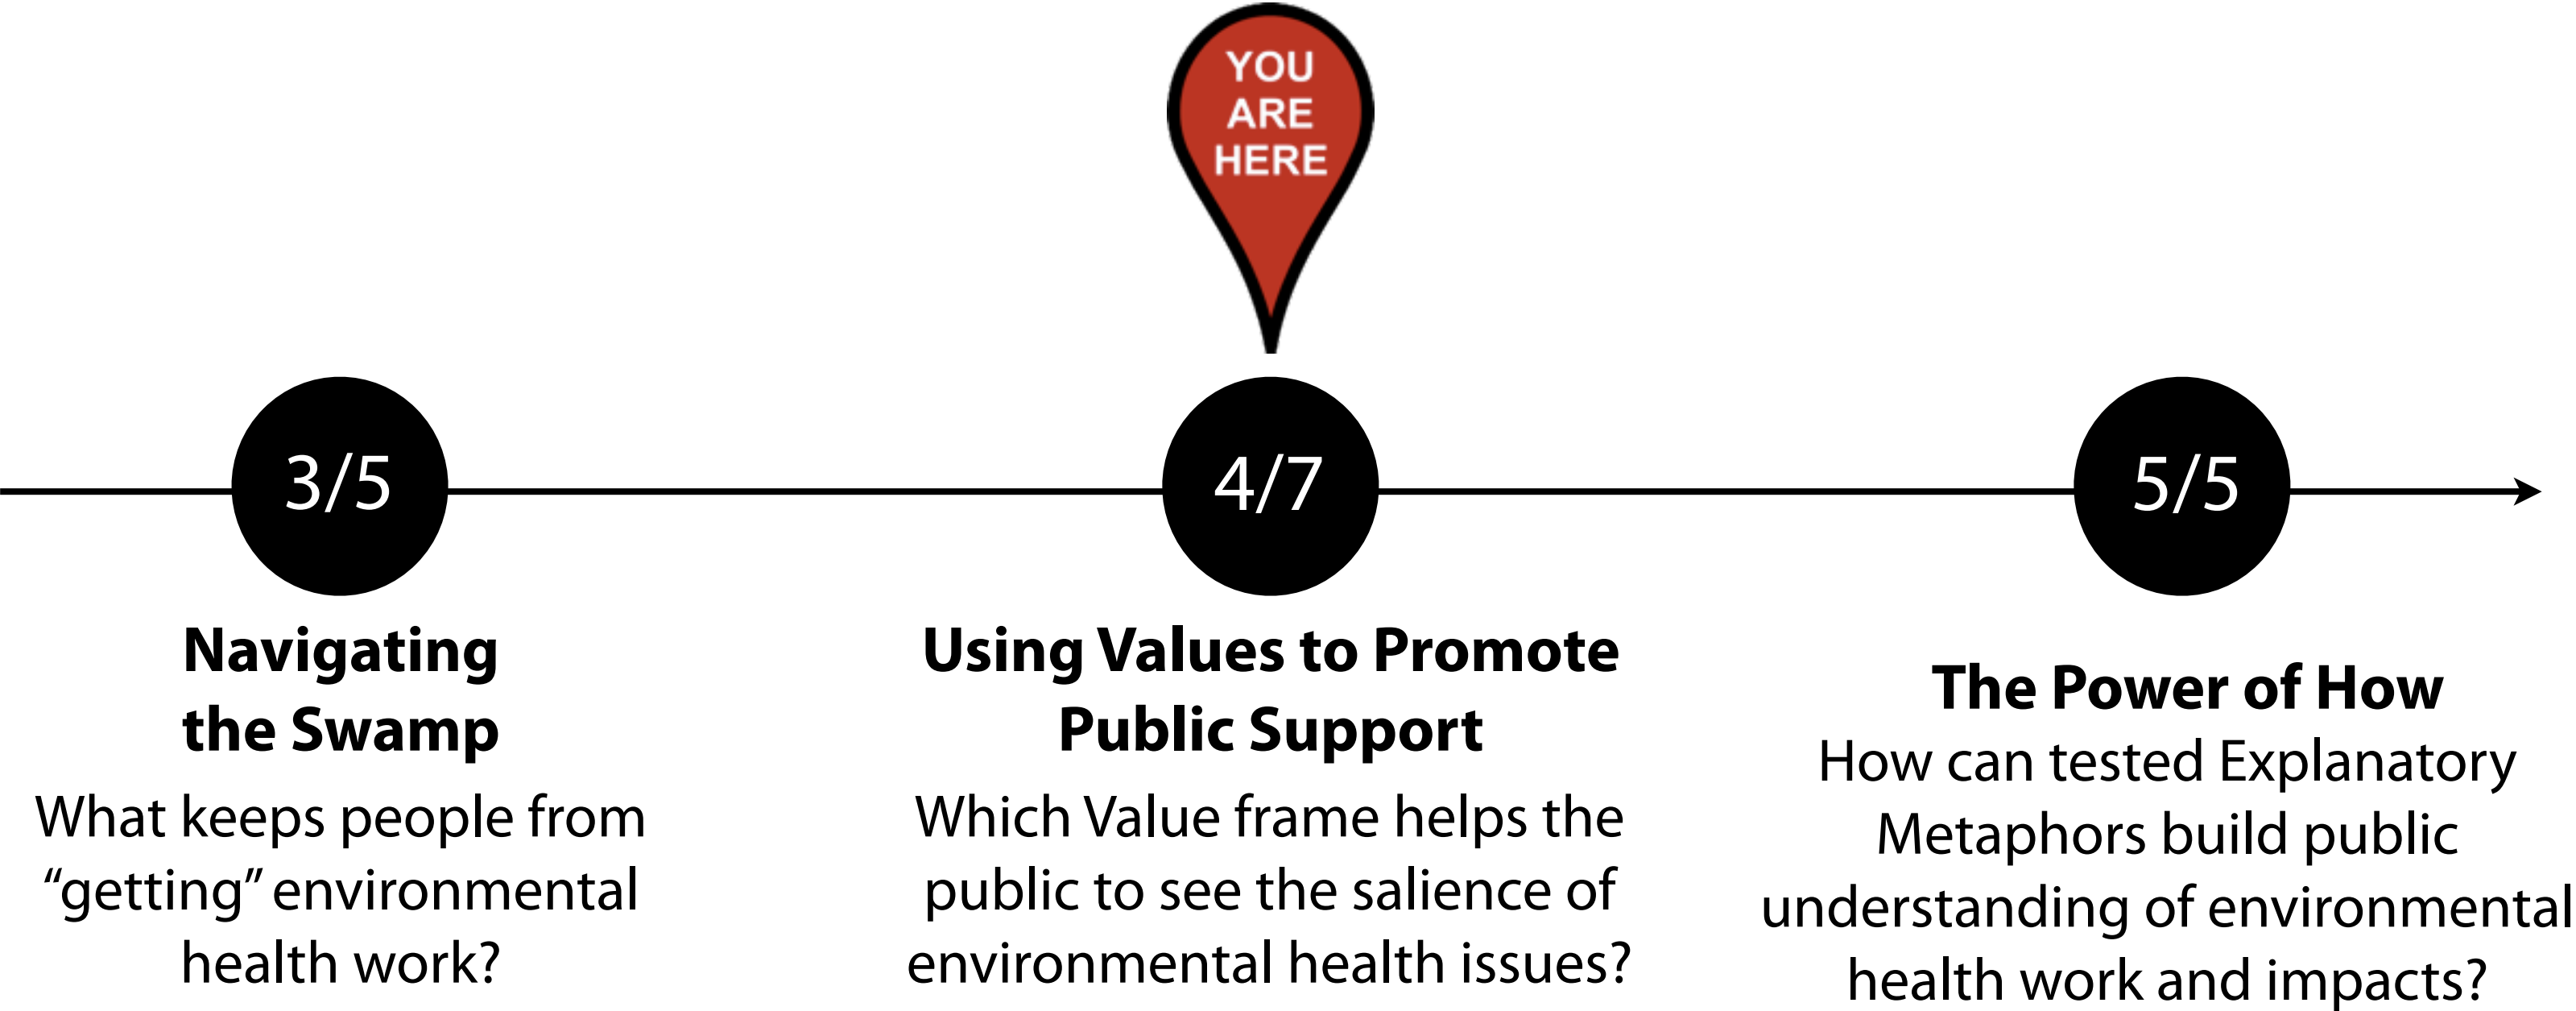 YOU
ARE
HERE
3/5
Navigating
the Swamp
What keeps people from
“getting” environmental
health work?
4/7
Using Values to Promote
Public Support
Which Value frame helps the
public to see the salience of
environmental health issues?
5/5
The Power of How
How can tested Explanatory
Metaphors build public
understanding of environmental
health work and impacts?